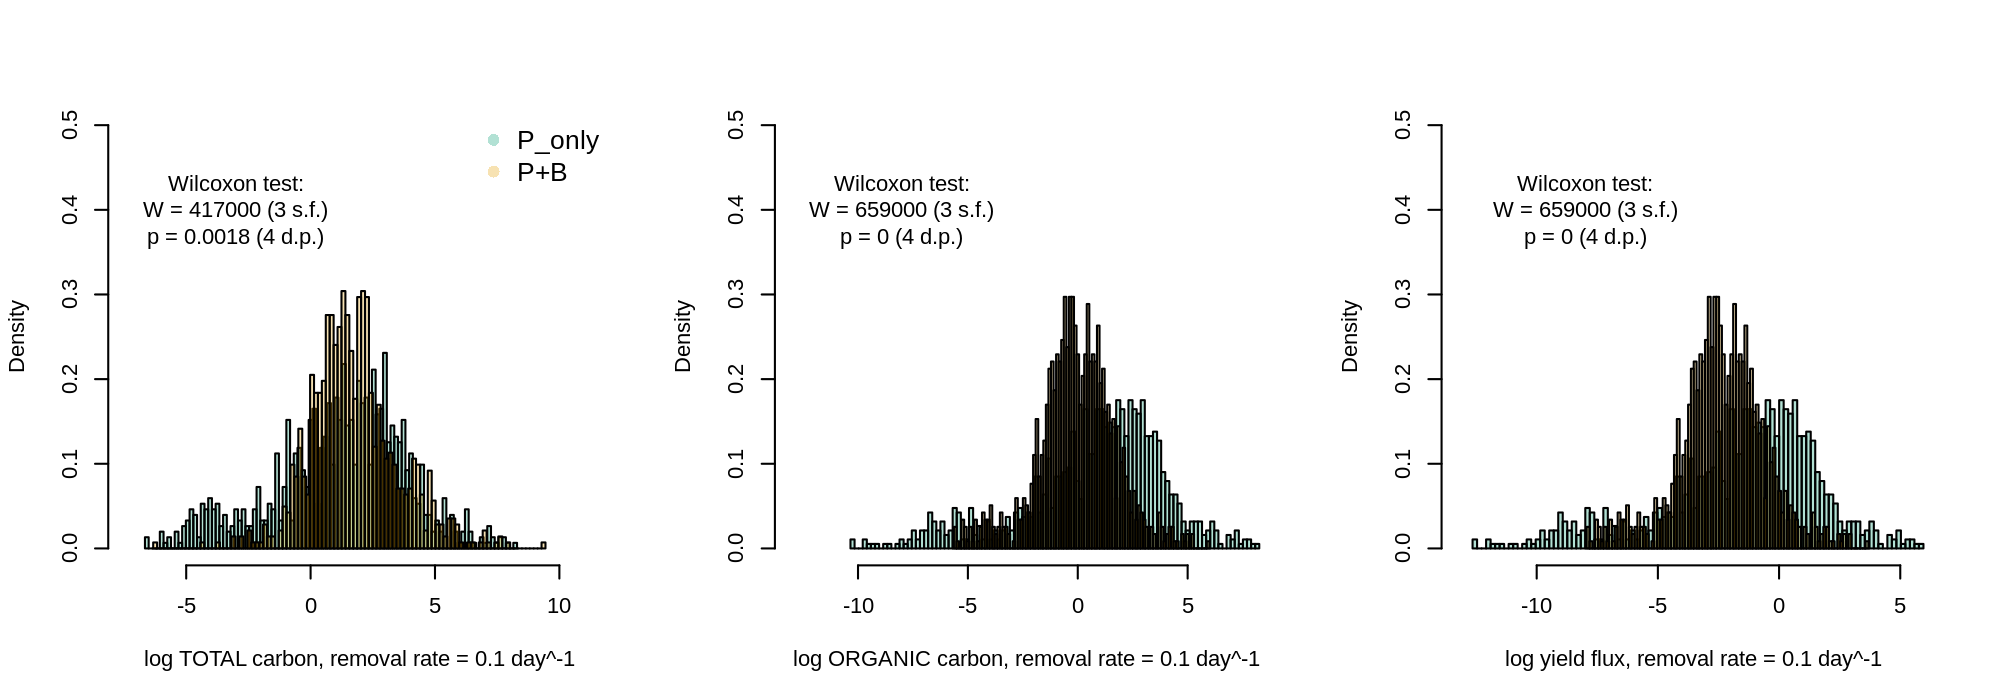 Density
0.0 0.1 0.2 0.3 0.4 0.5
Wilcoxon test:
W = 417000 (3 s.f.)
p = 0.0018 (4 d.p.)
P_only
P+B
-5 0 5 10
log TOTAL carbon, removal rate = 0.1 day^-1
Density
0.0 0.1 0.2 0.3 0.4 0.5
Wilcoxon test:
W = 659000 (3 s.f.)
p = 0 (4 d.p.)
-10 -5 0 5
log ORGANIC carbon, removal rate = 0.1 day^-1
Density
0.0 0.1 0.2 0.3 0.4 0.5
Wilcoxon test:
W = 659000 (3 s.f.)
p = 0 (4 d.p.)
-10 -5 0 5
log yield flux, removal rate = 0.1 day^-1